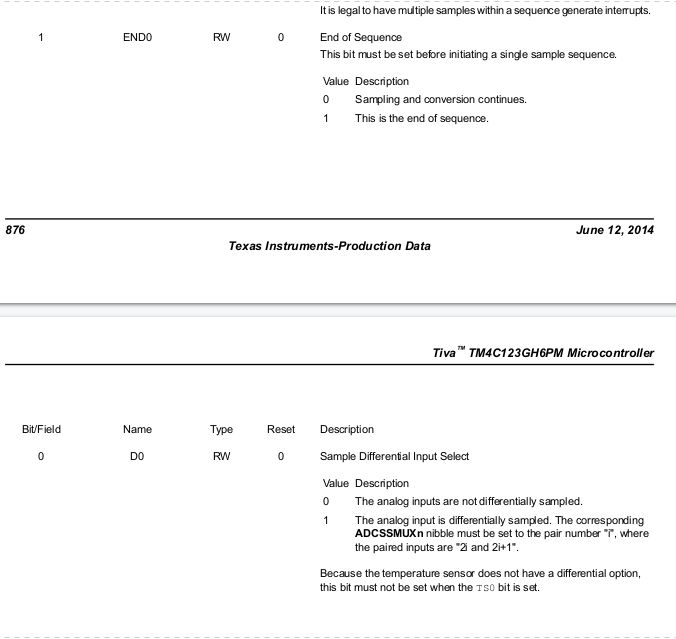 It is legal to have multiple samples within a sequence generate interrupts.
1 END0 RW 0 End of Sequence
This bit must be set before initiating a single sample sequence.
Value Description
0 Sampling and conversion continues.
1 This is the end of sequence.
876 June 12, 2014
Texas Instruments-Production Data
Tiva™ TM4C123GH6PM Microcontroller
Bit/Field Name Type Reset Description
0 D0 RW 0 Sample Differential Input Select
Value Description
0 The analog inputs are not differentially sampled.
1 The analog input is differentially sampled. The corresponding
ADCSSMUXn nibble must be set to the pair number "i", where
the paired inputs are "2i and 2i+1".
Because the temperature sensor does not have a differential option,
this bit must not be set when the TS0 bit is set.